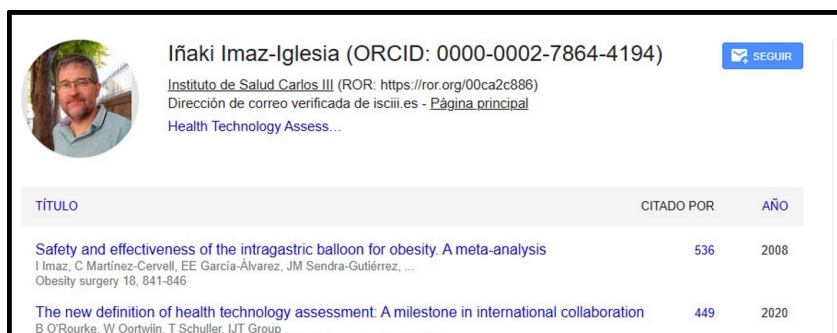 Iñaki Imaz-Iglesia (ORCID: 0000-0002-7864-4194)
SEGUIR
Instituto de Salud Carlos III (ROR: https://ror.org/00ca2c886)
Dirección de correo verificada de isciii.es - Página principal
Health Technology Assess…
TÍTULO CITADO POR AÑO
Safety and effectiveness of the intragastric balloon for obesity. A meta-analysis 536 2008
I Imaz, C Martínez-Cervell, EE García-Álvarez, JM Sendra-Gutiérrez, ...
Obesity surgery 18, 841-846
The new definition of health technology assessment: A milestone in international collaboration 449 2020
B O'Rourke, W Oortwijn, T Schuller, IJT Group